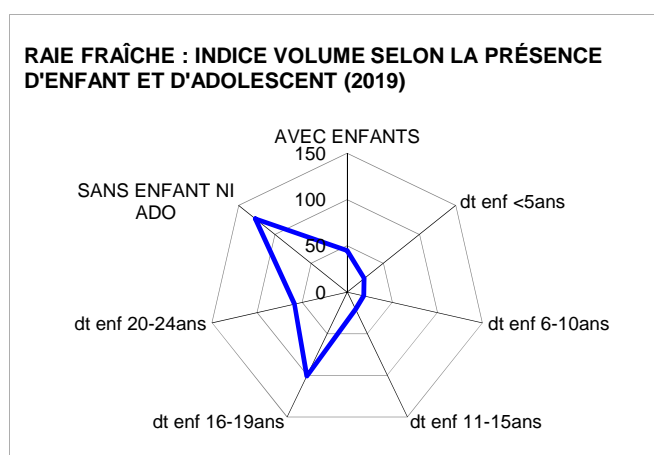 RAIE FRAÎCHE : INDICE VOLUME SELON LA PRÉSENCE
D'ENFANT ET D'ADOLESCENT (2019)
AVEC ENFANTS
150
100
50
0
SANS ENFANT NI
ADO
dt enf <5ans
dt enf 20-24ans
dt enf 6-10ans
dt enf 16-19ans
dt enf 11-15ans